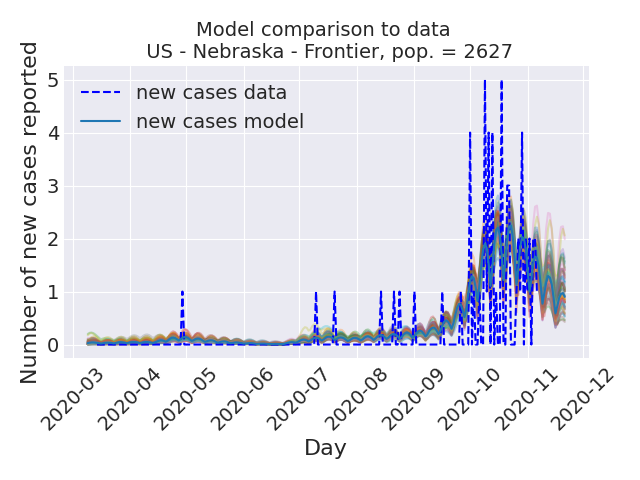 Model comparison to data
US - Nebraska - Frontier, pop. = 2627
Number of new cases reported
5
4
3
2
1
0
new cases data
new cases model
2020-03
2020-04
2020-05
2020-06
2020-07
2020-08
2020-09
2020-10
2020-11
2020-12
Day